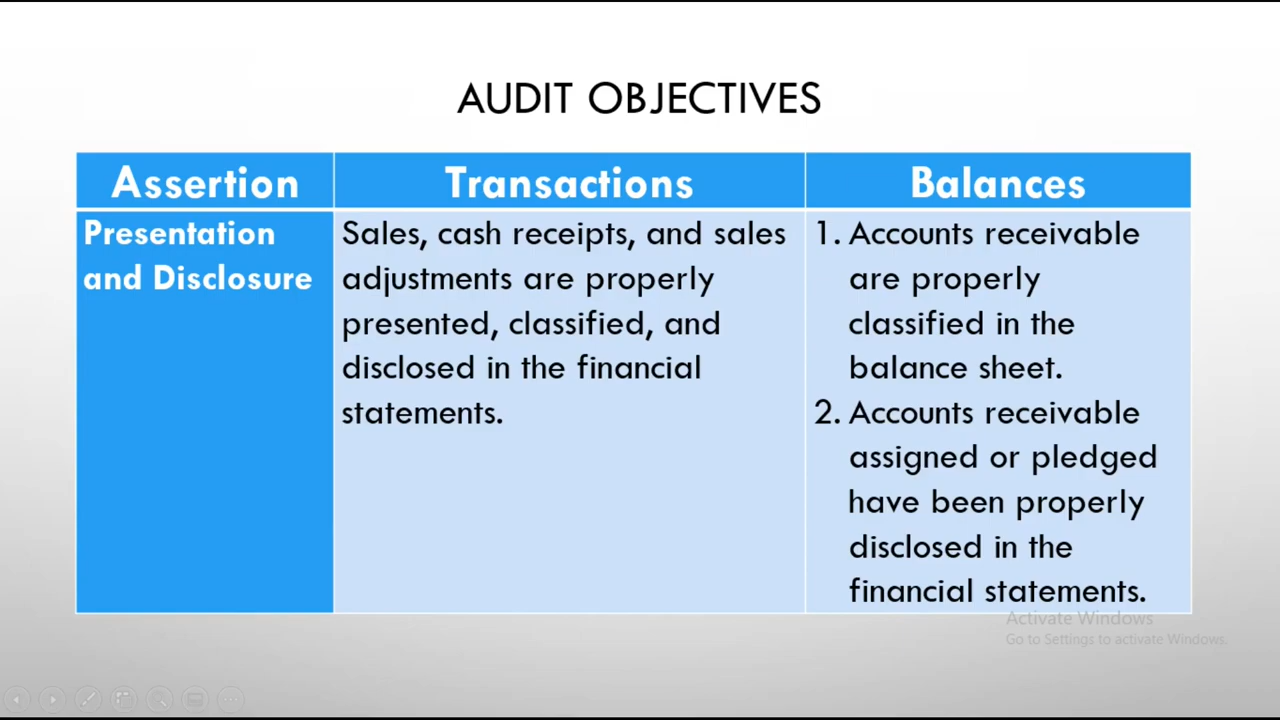 AUDIT OBJECTIVES
Assertion
Transactions
Balances
Presentation
and Disclosure
Sales, cash receipts, and sales
adjustments are properly
presented, classified, and
disclosed in the financial
statements.
1. Accounts receivable
are properly
classified in the
balance sheet.
2. Accounts receivable
assigned or pledged
have been properly
disclosed in the
financial statements.
Activate Windows
Go to Settings to activate Windows.